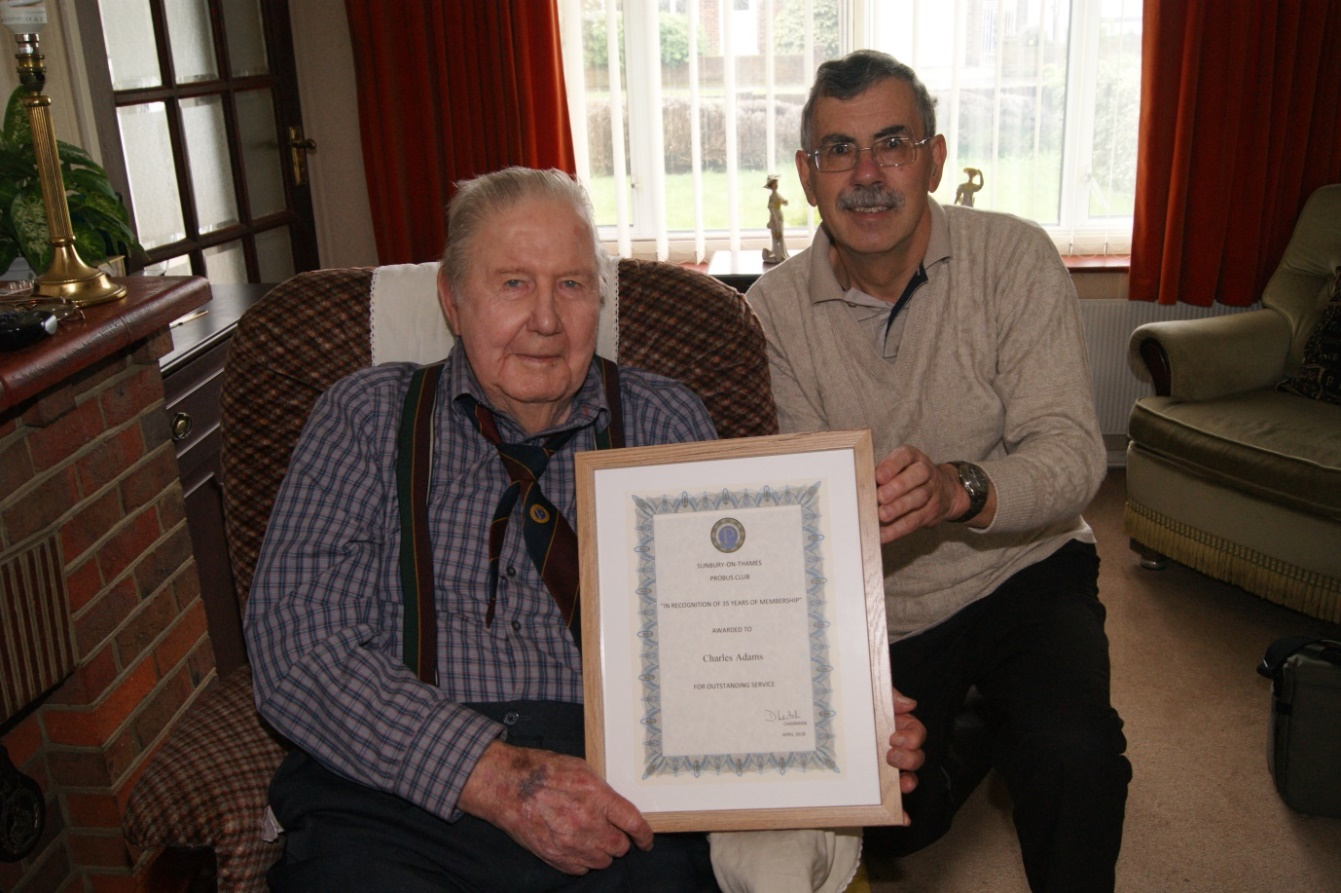 SUNBURY-ON-THAMES
PROBUS CLUB
"IN RECOGNITION OF 35 YEARS OF MEMBERSHIP"
AWARDED TO
Charles Adams
FOR OUTSTANDING SERVICE
CHAIRMAN